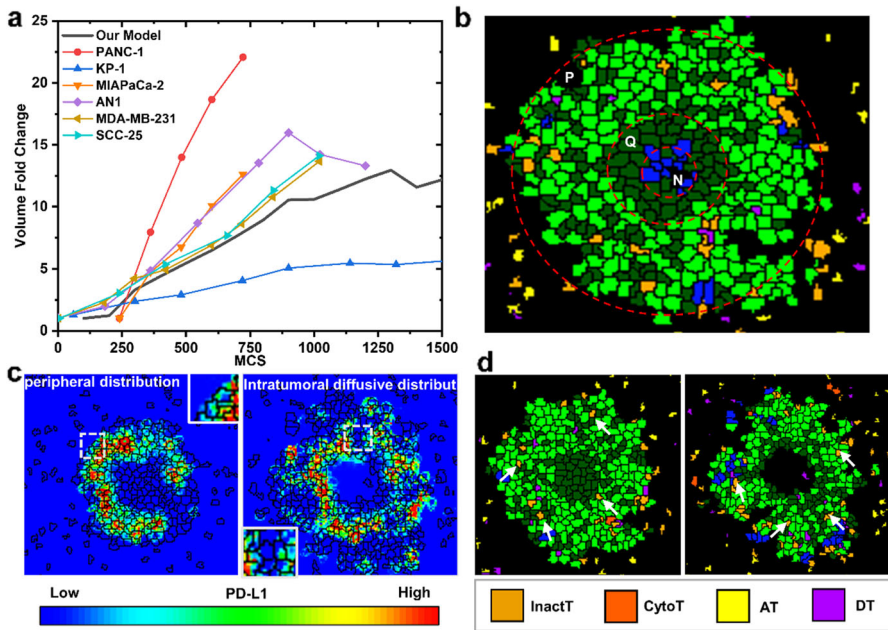 a
25
20
15
10
5
0
0 250 500 750 1000 1250 1500
Volume Fold Change
MCS
Our Model
PANC-1
KP-1
MIAPaCa-2
AN1
MDA-MB-231
SCC-25
b
P
Q
N
c
peripheral distribution
Intratumoral diffusive distribut
Low PD-L1 High
d
InactT CytoT AT DT